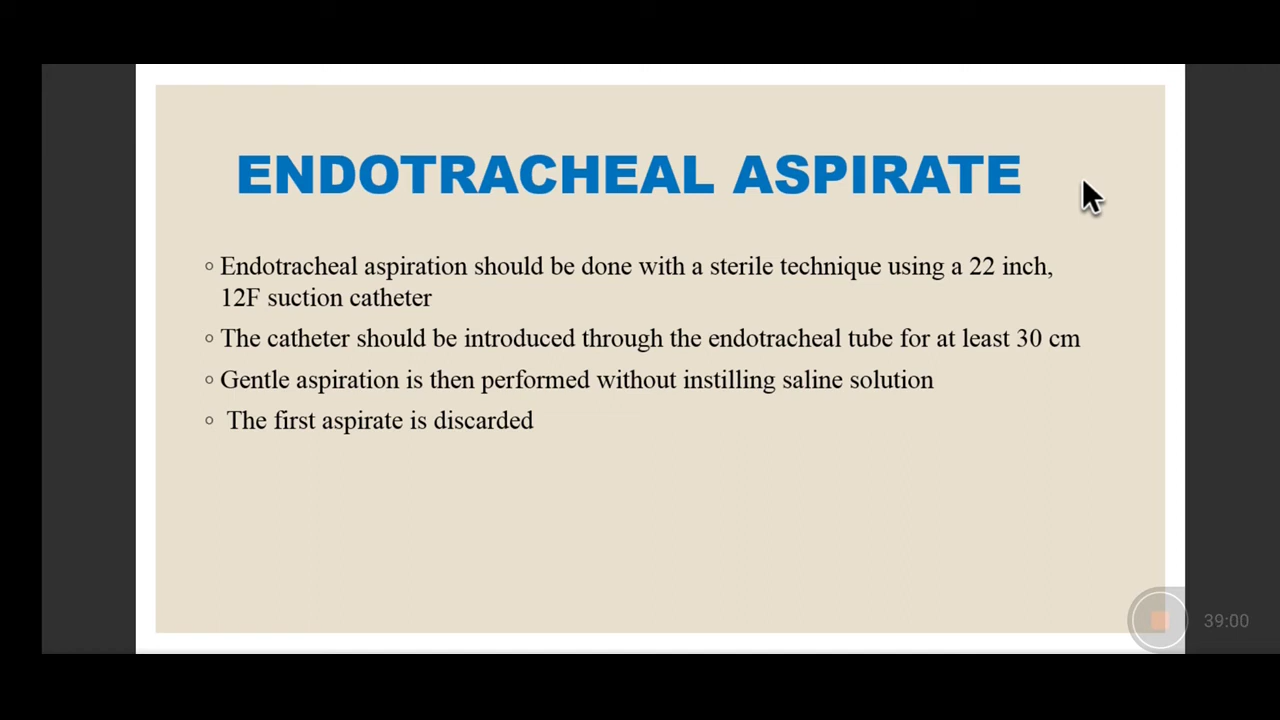 ENDOTRACHEAL ASPIRATE
◦ Endotracheal aspiration should be done with a sterile technique using a 22 inch,
12F suction catheter
◦ The catheter should be introduced through the endotracheal tube for at least 30 cm
◦ Gentle aspiration is then performed without instilling saline solution
◦ The first aspirate is discarded
39:00